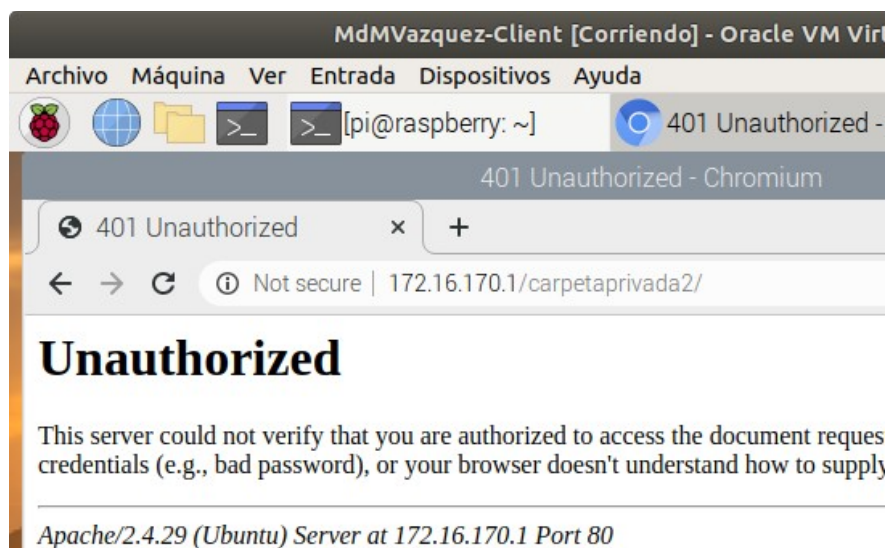 MdMVazquez-Client [Corriendo] - Oracle VM Virt
Archivo Máquina Ver Entrada Dispositivos Ayuda
[pi@raspberry: ~] 401 Unauthorized -
401 Unauthorized - Chromium
401 Unauthorized
Not secure | 172.16.170.1/carpetaprivada2/
Unauthorized
This server could not verify that you are authorized to access the document reques
credentials (e.g., bad password), or your browser doesn't understand how to supply
Apache/2.4.29 (Ubuntu) Server at 172.16.170.1 Port 80